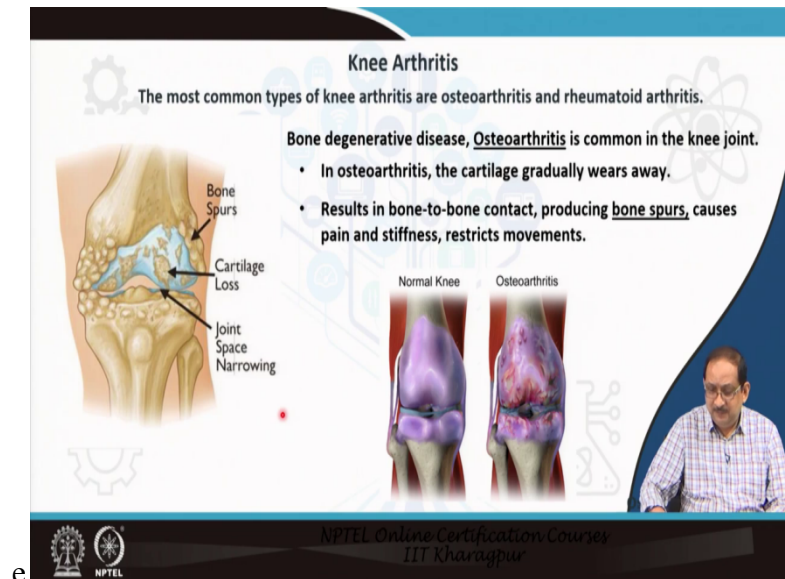 Knee Arthritis
The most common types of knee arthritis are osteoarthritis and rheumatoid arthritis.
Bone degenerative disease, Osteoarthritis is common in the knee joint.
• In osteoarthritis, the cartilage gradually wears away.
• Results in bone-to-bone contact, producing bone spurs, causes
pain and stiffness, restricts movements.
Bone
Spurs
Cartilage
Loss
Joint
Space
Narrowing
Normal Knee
Osteoarthritis
NPTEL Online Certification Courses
IIT Kharagpur
NPTEL
e